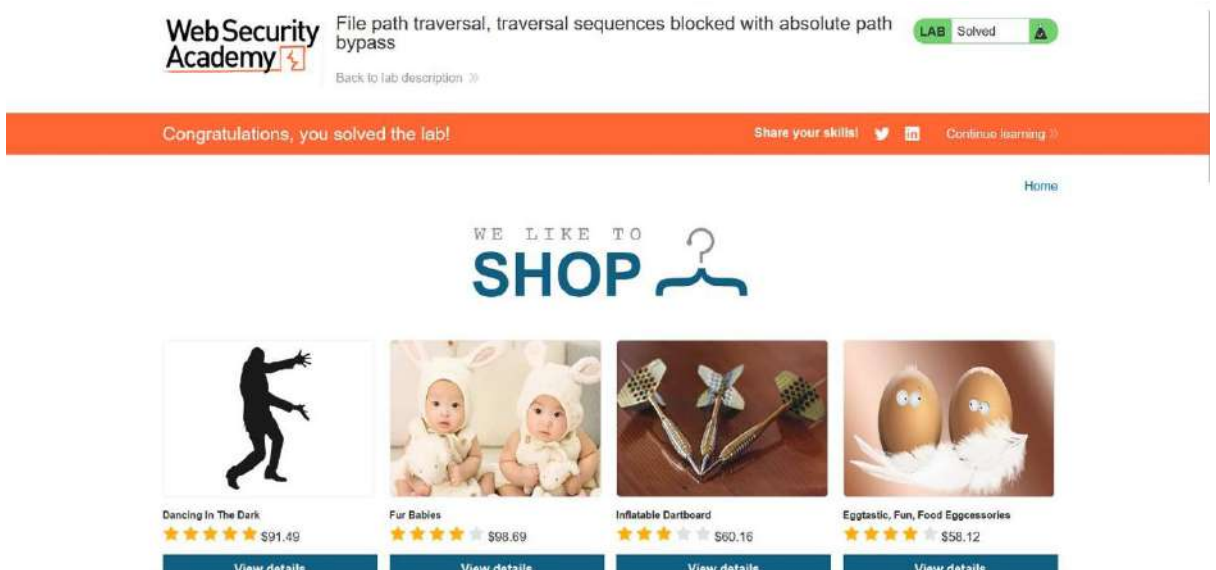 Web Security
Academy
File path traversal, traversal sequences blocked with absolute path
bypass
LAB Solved
Back to lab description
Congratulations, you solved the lab!
Share your skills!
Continue learning
Home
WE LIKE TO
SHOP
Dancing In The Dark
$91.49
Fur Babies
$98.69
Inflatable Dartboard
$60.16
Eggtastic, Fun, Food Eggcessories
$58.12
View details
View details
View details
View details